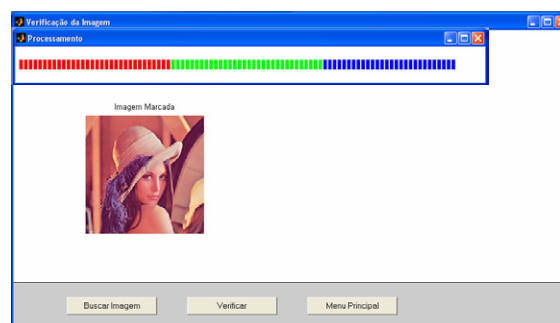 Verificação da Imagem
Processamento
Imagem Marcada
Buscar Imagem
Verificar
Menu Principal